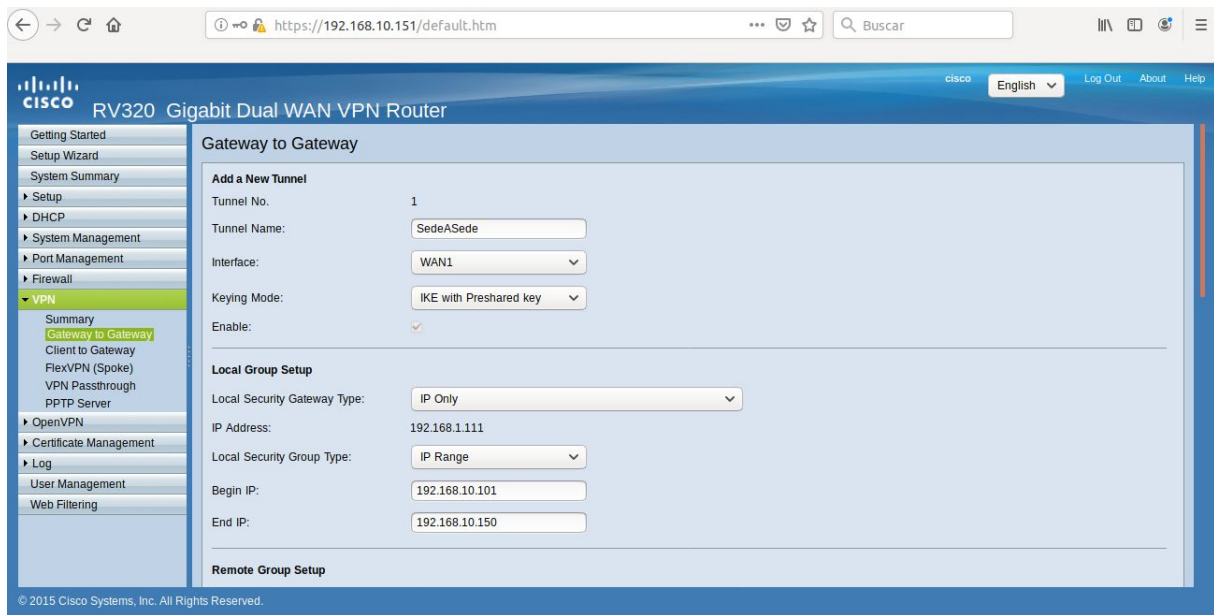 https://192.168.10.151/default.htm
Buscar
cisco English Log Out About Help
CISCO RV320 Gigabit Dual WAN VPN Router
Getting Started
Setup Wizard
System Summary
Setup
DHCP
System Management
Port Management
Firewall
VPN
Summary
Gateway to Gateway
Client to Gateway
FlexVPN (Spoke)
VPN Passthrough
PPTP Server
OpenVPN
Certificate Management
Log
User Management
Web Filtering
Gateway to Gateway
Add a New Tunnel
Tunnel No. 1
Tunnel Name: SedeASede
Interface: WAN1
Keying Mode: IKE with Preshared key
Enable:
Local Group Setup
Local Security Gateway Type: IP Only
IP Address: 192.168.1.111
Local Security Group Type: IP Range
Begin IP: 192.168.10.101
End IP: 192.168.10.150
Remote Group Setup
© 2015 Cisco Systems, Inc. All Rights Reserved.